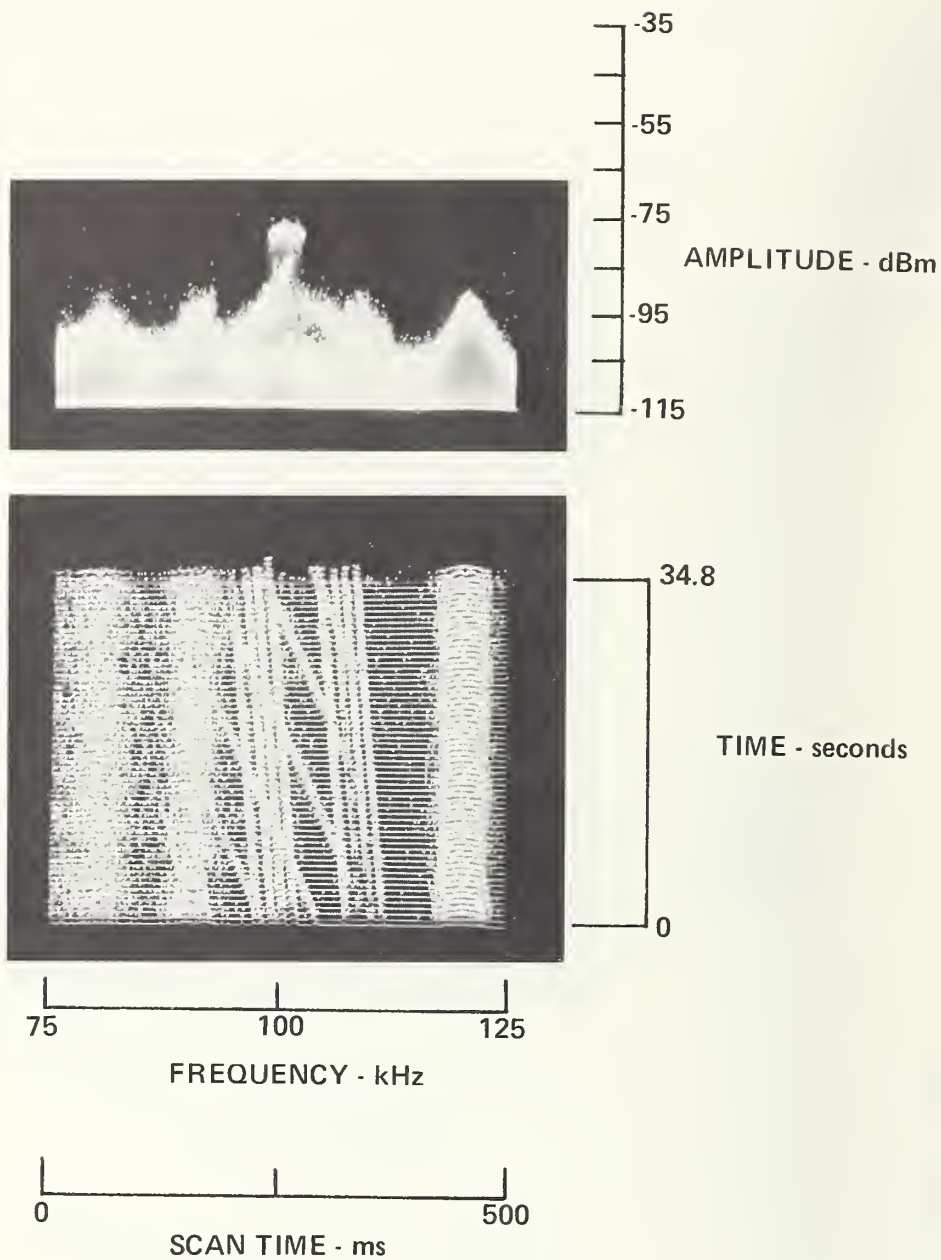 -35
-55
-75
AMPLITUDE - dBm
-95
-115
34.8
TIME - seconds
0
75 100 125
FREQUENCY - kHz
0 500
SCAN TIME - ms